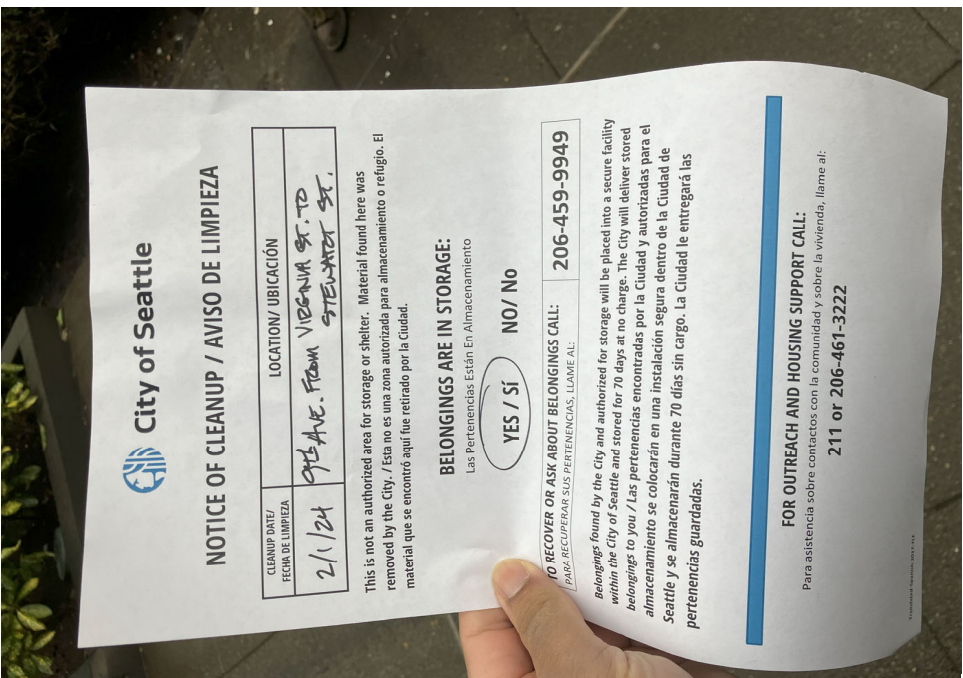 City of Seattle
NOTICE OF CLEANUP / AVISO DE LIMPIEZA
CLEANUP DATE/
FECHA DE LIMPIEZA
LOCATION/ UBICACIÓN
2/1/24
9th AVE. FROM VIRGINIA ST. TO
STEWART ST.
This is not an authorized area for storage or shelter. Material found here was
removed by the City. / Esta no es una zona autorizada para almacenamiento o refugio. El
material que se encontró aquí fue retirado por la Ciudad.
BELONGINGS ARE IN STORAGE:
Las Pertenencias Están En Almacenamiento
YES / Sí NO/ No
TO RECOVER OR ASK ABOUT BELONGINGS CALL:
PARA RECUPERAR SUS PERTENENCIAS, LLAME AL:
206-459-9949
Belongings found by the City and authorized for storage will be placed into a secure facility
within the City of Seattle and stored for 70 days at no charge. The City will deliver stored
belongings to you / Las pertenencias encontradas por la Ciudad y autorizadas para el
almacenamiento se colocarán en una instalación segura dentro de la Ciudad de
Seattle y se almacenarán durante 70 días sin cargo. La Ciudad le entregará las
pertenencias guardadas.
FOR OUTREACH AND HOUSING SUPPORT CALL:
Para asistencia sobre contactos con la comunidad y sobre la vivienda, llame al:
211 or 206-461-3222